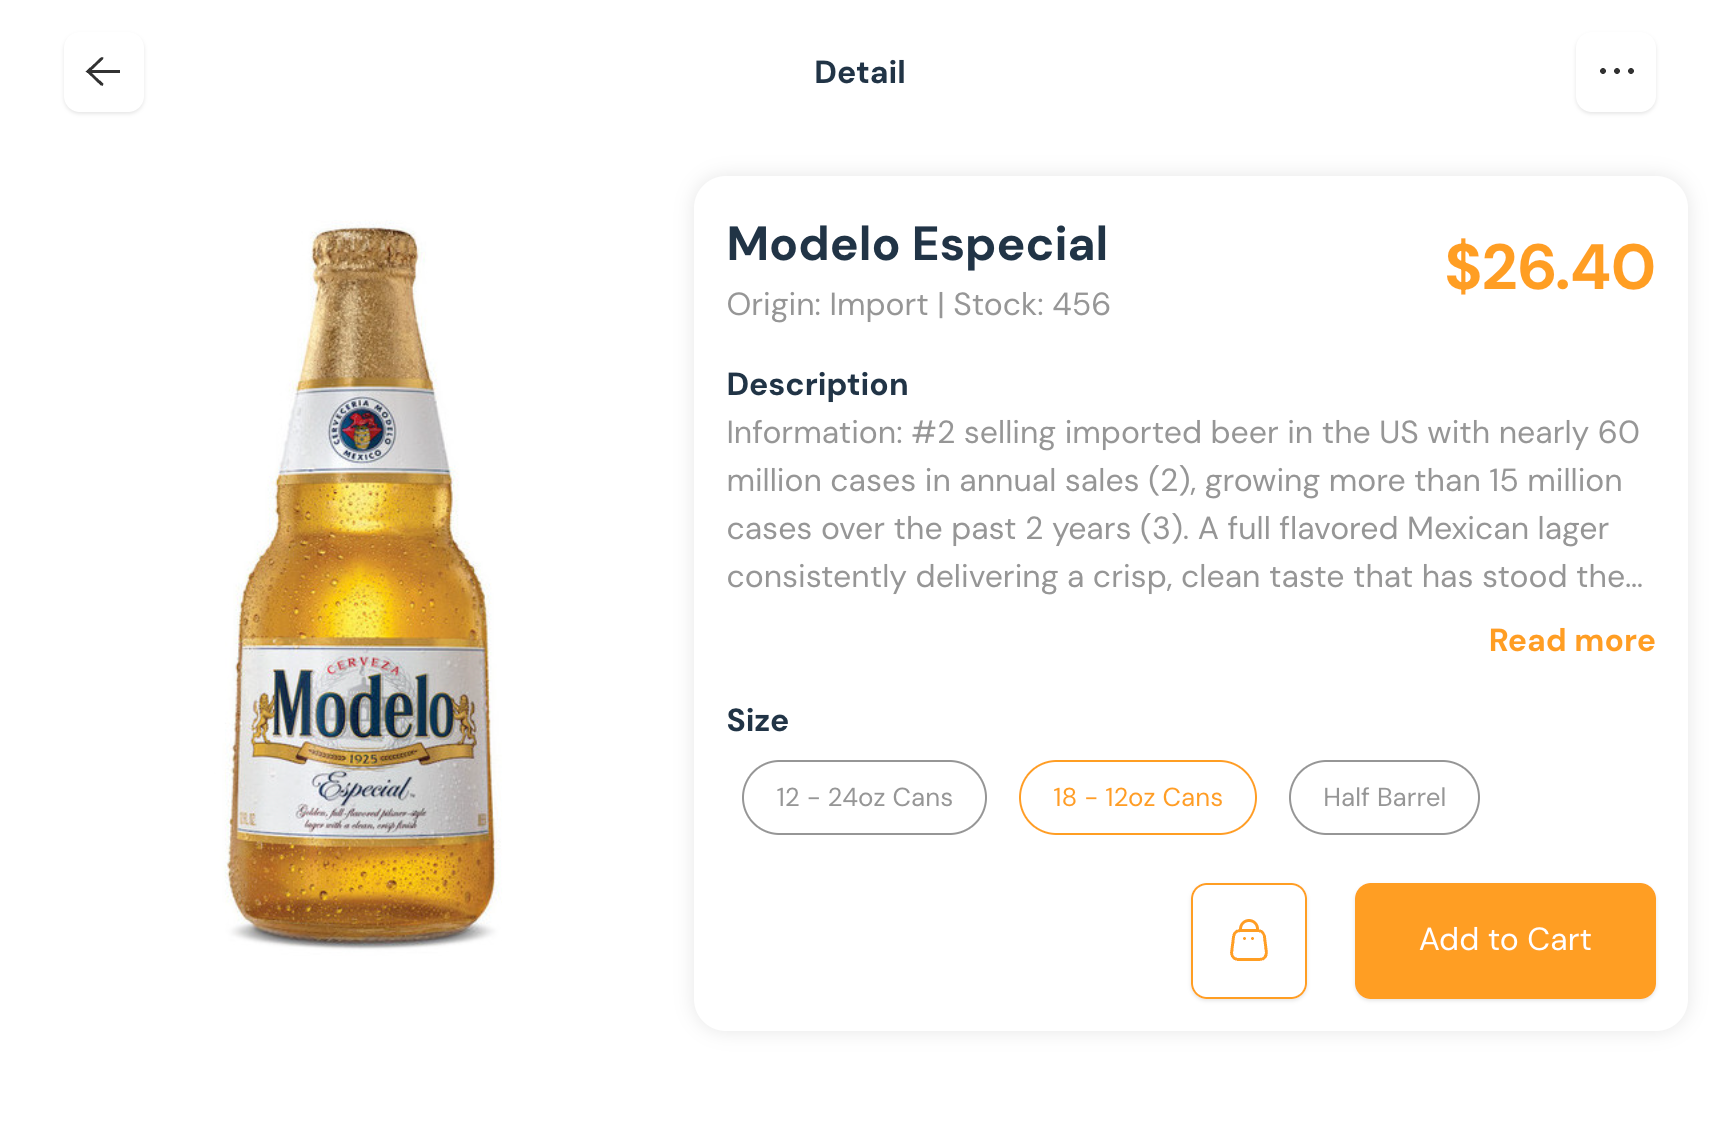 Detail
Modelo Especial
$26.40
Origin: Import | Stock: 456
Description
Information: #2 selling imported beer in the US with nearly 60
million cases in annual sales (2), growing more than 15 million
cases over the past 2 years (3). A full flavored Mexican lager
consistently delivering a crisp, clean taste that has stood the...
Read more
Size
12 - 24oz Cans
18 - 12oz Cans
Half Barrel
Add to Cart
CERVECERIA MODELO
MEXICO
CERVEZA
Modelo
1925
Especial
Golden, full-flavored pilsner-style
lager with a clean, crisp finish